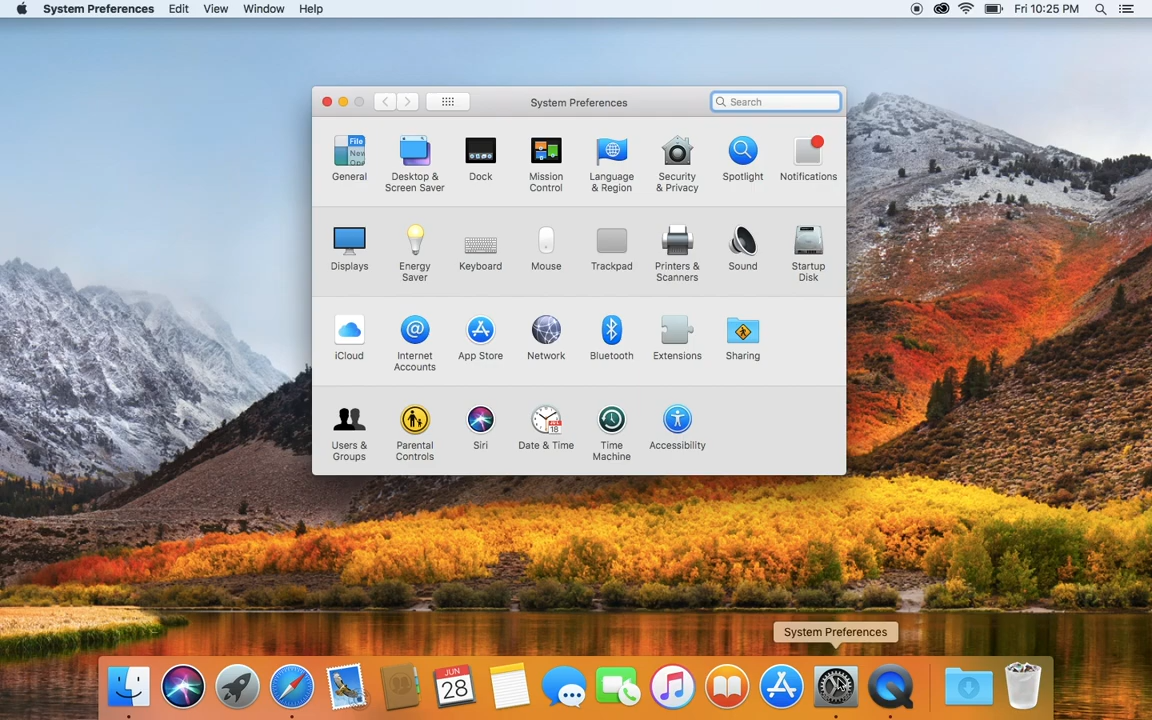 System Preferences Edit View Window Help Fri 10:25 PM
System Preferences Search
General Desktop & Screen Saver Dock Mission Control Language & Region Security & Privacy Spotlight Notifications
Displays Energy Saver Keyboard Mouse Trackpad Printers & Scanners Sound Startup Disk
iCloud Internet Accounts App Store Network Bluetooth Extensions Sharing
Users & Groups Parental Controls Siri Date & Time Time Machine Accessibility
System Preferences
JUN
28